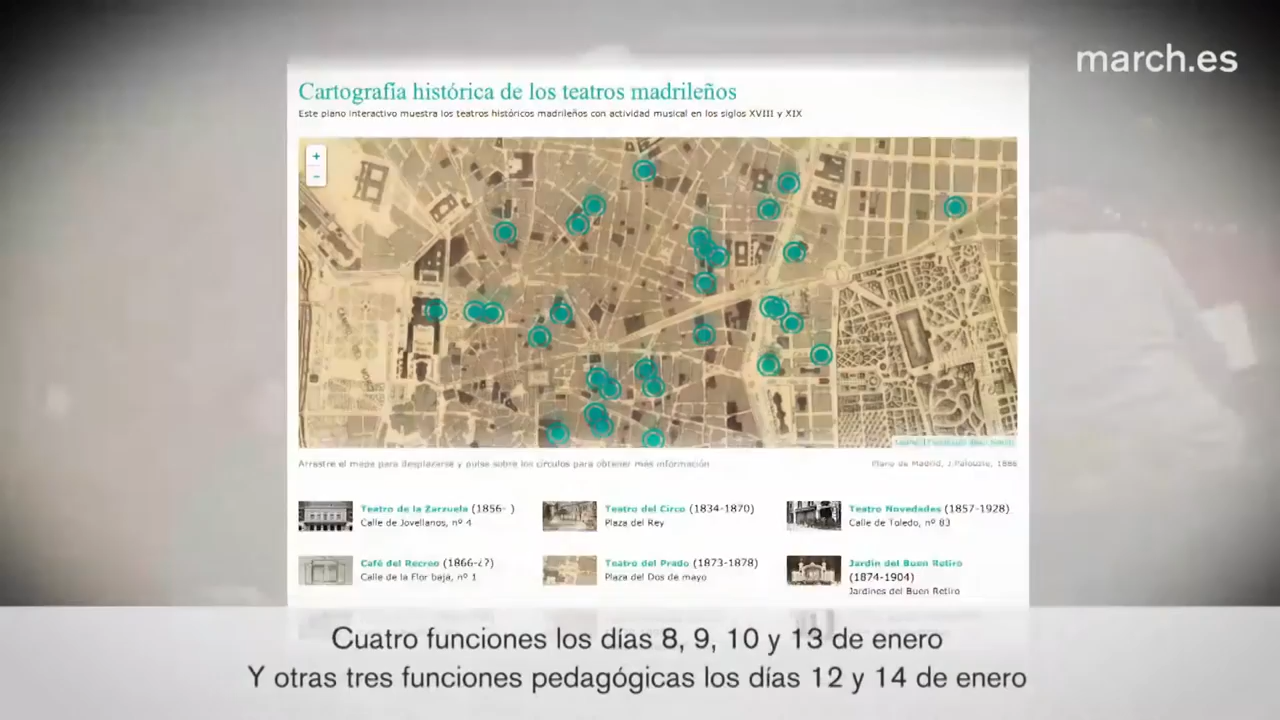 march.es
Cartografía histórica de los teatros madrileños
Este plano interactivo muestra los teatros históricos madrileños con actividad musical en los siglos XVIII y XIX
+
−
Arrastre el mapa para desplazarse y pulse sobre los círculos para obtener más información
Plano de Madrid, J.Palouzie, 1886
Teatro de la Zarzuela (1856- )
Calle de Jovellanos, nº 4
Teatro del Circo (1834-1870)
Plaza del Rey
Teatro Novedades (1857-1928)
Calle de Toledo, nº 83
Café del Recreo (1866-¿?)
Calle de la Flor baja, nº 1
Teatro del Prado (1873-1878)
Plaza del Dos de mayo
Jardín del Buen Retiro
(1874-1904)
Jardines del Buen Retiro
Cuatro funciones los días 8, 9, 10 y 13 de enero
Y otras tres funciones pedagógicas los días 12 y 14 de enero